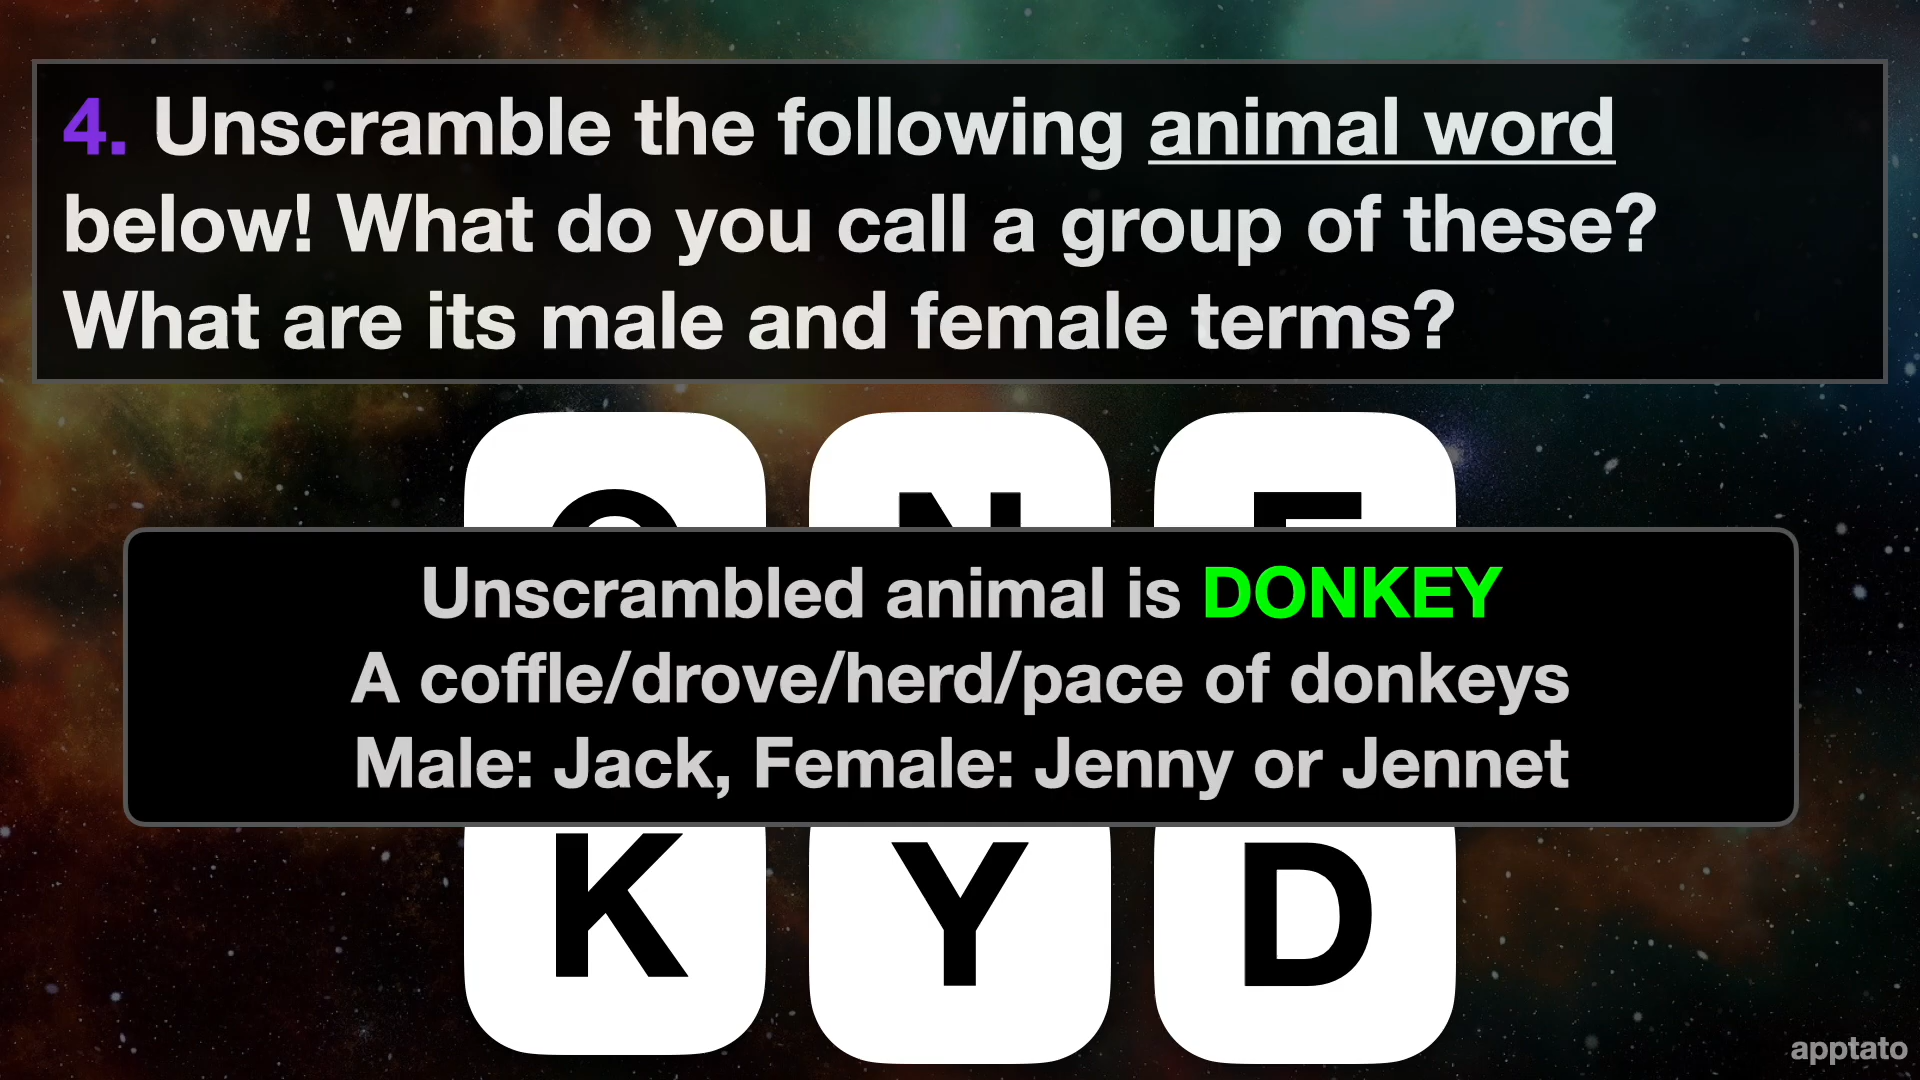 4. Unscramble the following animal word
below! What do you call a group of these?
What are its male and female terms?
O N E
Unscrambled animal is DONKEY
A coffle/drove/herd/pace of donkeys
Male: Jack, Female: Jenny or Jennet
K Y D
apptato